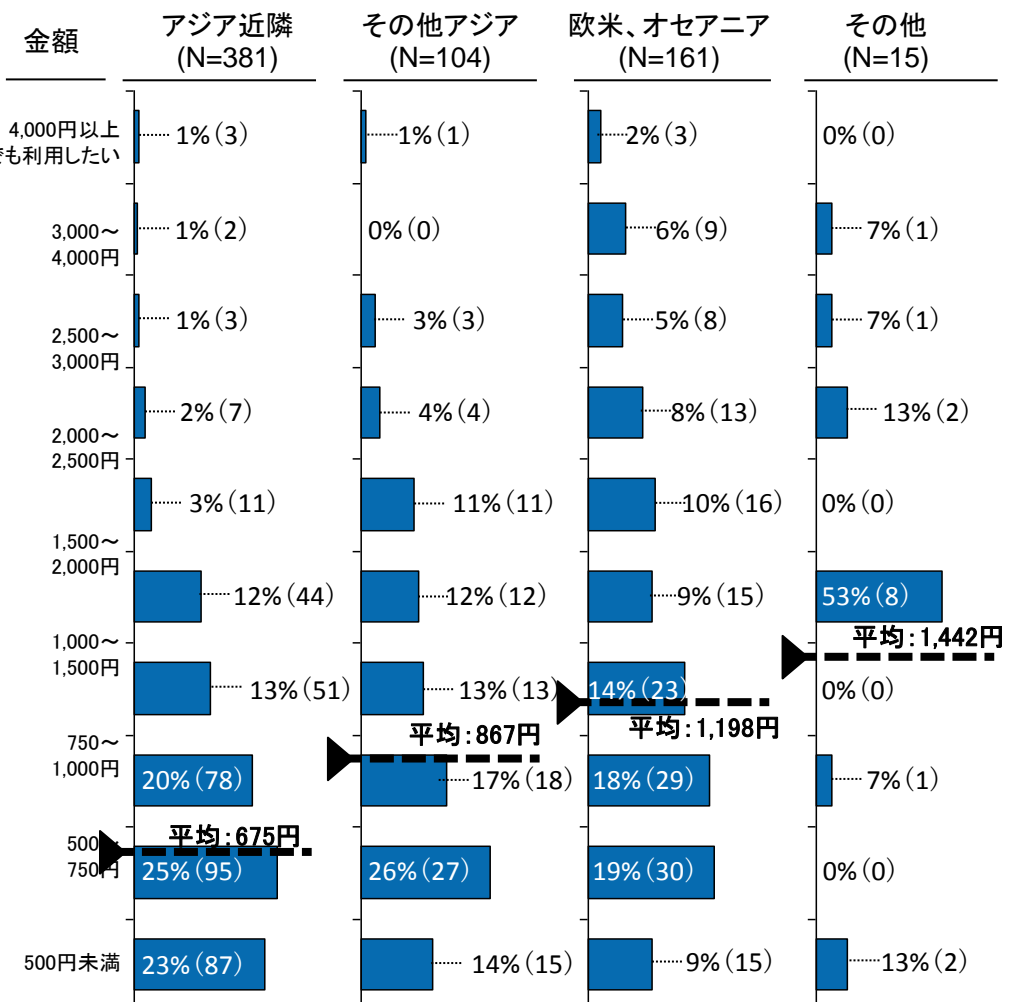 金額
アジア近隣
(N=381)
その他アジア
(N=104)
欧米、オセアニア
(N=161)
その他
(N=15)
4,000円以上
でも利用したい
1%(3)
1%(1)
2%(3)
0%(0)
3,000～
4,000円
1%(2)
0%(0)
6%(9)
7%(1)
2,500～
3,000円
1%(3)
3%(3)
5%(8)
7%(1)
2,000～
2,500円
2%(7)
4%(4)
8%(13)
13%(2)
1,500～
2,000円
3%(11)
11%(11)
10%(16)
0%(0)
1,000～
1,500円
12%(44)
12%(12)
9%(15)
53%(8)
平均:1,442円
750～
1,000円
13%(51)
13%(13)
14%(23)
0%(0)
平均:867円
平均:1,198円
20%(78)
17%(18)
18%(29)
7%(1)
500～
750円
平均:675円
25%(95)
26%(27)
19%(30)
0%(0)
500円未満
23%(87)
14%(15)
9%(15)
13%(2)